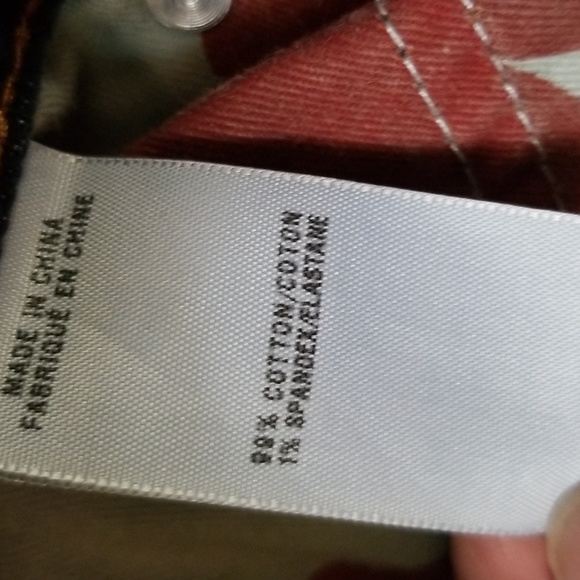 MADE IN CHINA
FABRIQUÉ EN CHINE
99% COTTON/COTON
1% SPANDEX/ELASTANE